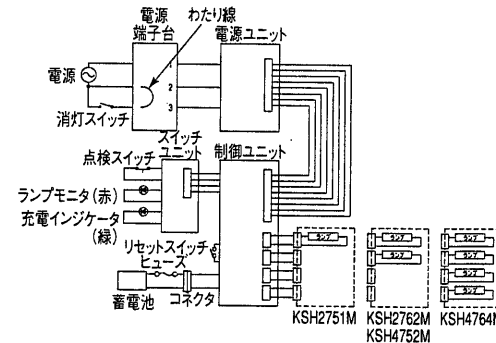 電源
端子台
わたり線
電源ユニット
電源
1
2
3
消灯スイッチ
スイッチ
ユニット
制御ユニット
点検スイッチ
ランプモニタ(赤)
充電インジケータ
(緑)
リセットスイッチ
ヒューズ
蓄電池
コネクタ
ランプ
ランプ
ランプ
ランプ
ランプ
ランプ
ランプ
KSH2751M
KSH2762M
KSH4752M
KSH4764M